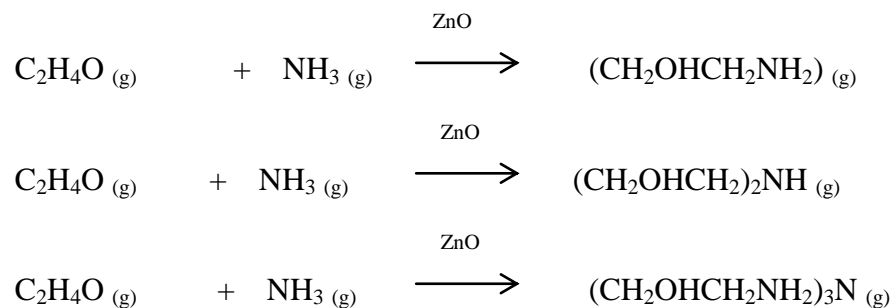 ZnO
C₂H₄O (g) + NH₃ (g) ⟶ (CH₂OHCH₂NH₂) (g)
ZnO
C₂H₄O (g) + NH₃ (g) ⟶ (CH₂OHCH₂)₂NH (g)
ZnO
C₂H₄O (g) + NH₃ (g) ⟶ (CH₂OHCH₂NH₂)₃N (g)